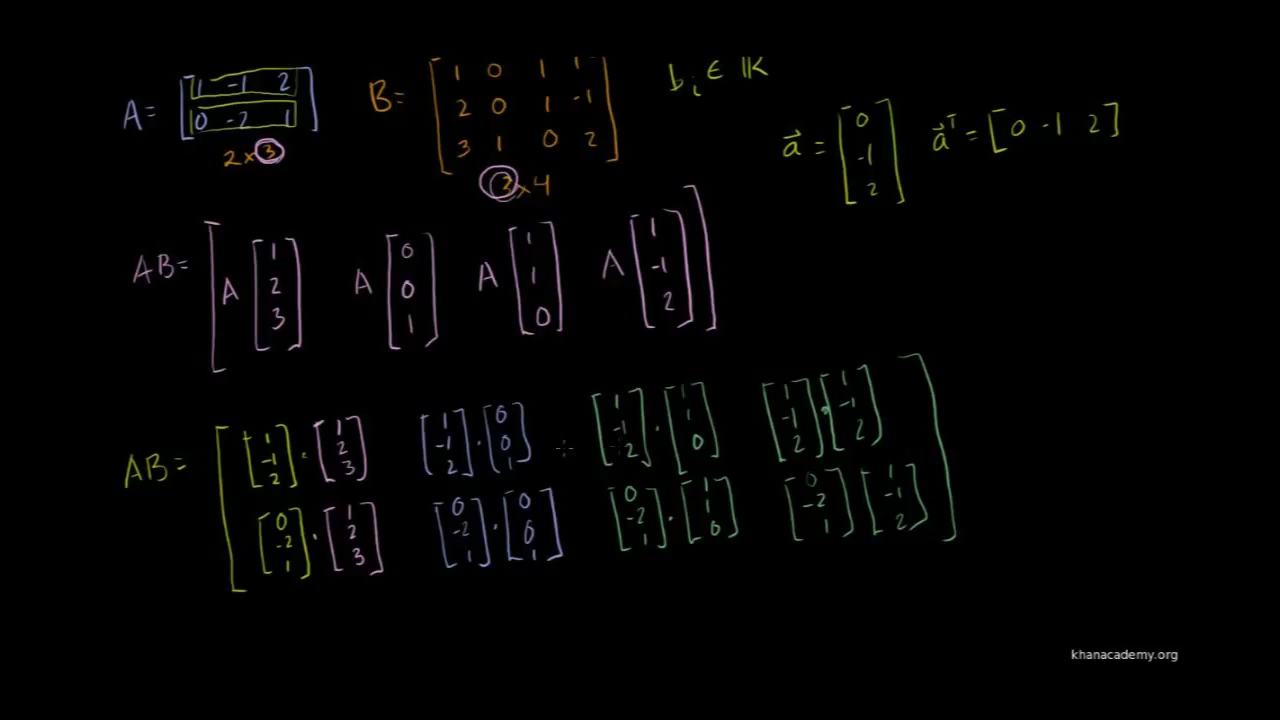 A = [1 -1 2] B = [1 0 1 1] b_i ∈ ℝᵏ
[0 -2 1] [2 0 1 -1] a⃗ = [0] a⃗ᵀ = [0 -1 2]
[3 1 0 2] [-1]
2 × 3 3 × 4 [2]
AB = [ A [1] A [0] A [1] A [1] ]
[2] [0] [1] [-1]
[3] [1] [0] [2]
AB = [ [1] · [1] [1] · [0] [1] · [1] [1] · [1] ]
[-1] [2] [-1] [0] [-1] [1] [-1] [-1]
[2] [3] [2] [1] [2] [0] [2] [2]
[0] · [1] [0] · [0] [0] · [1] [0] [1]
[-2] [2] [-2] [0] [-2] [1] [-2] [-1]
[1] [3] [1] [1] [1] [0] [1] [2]
khanacademy.org